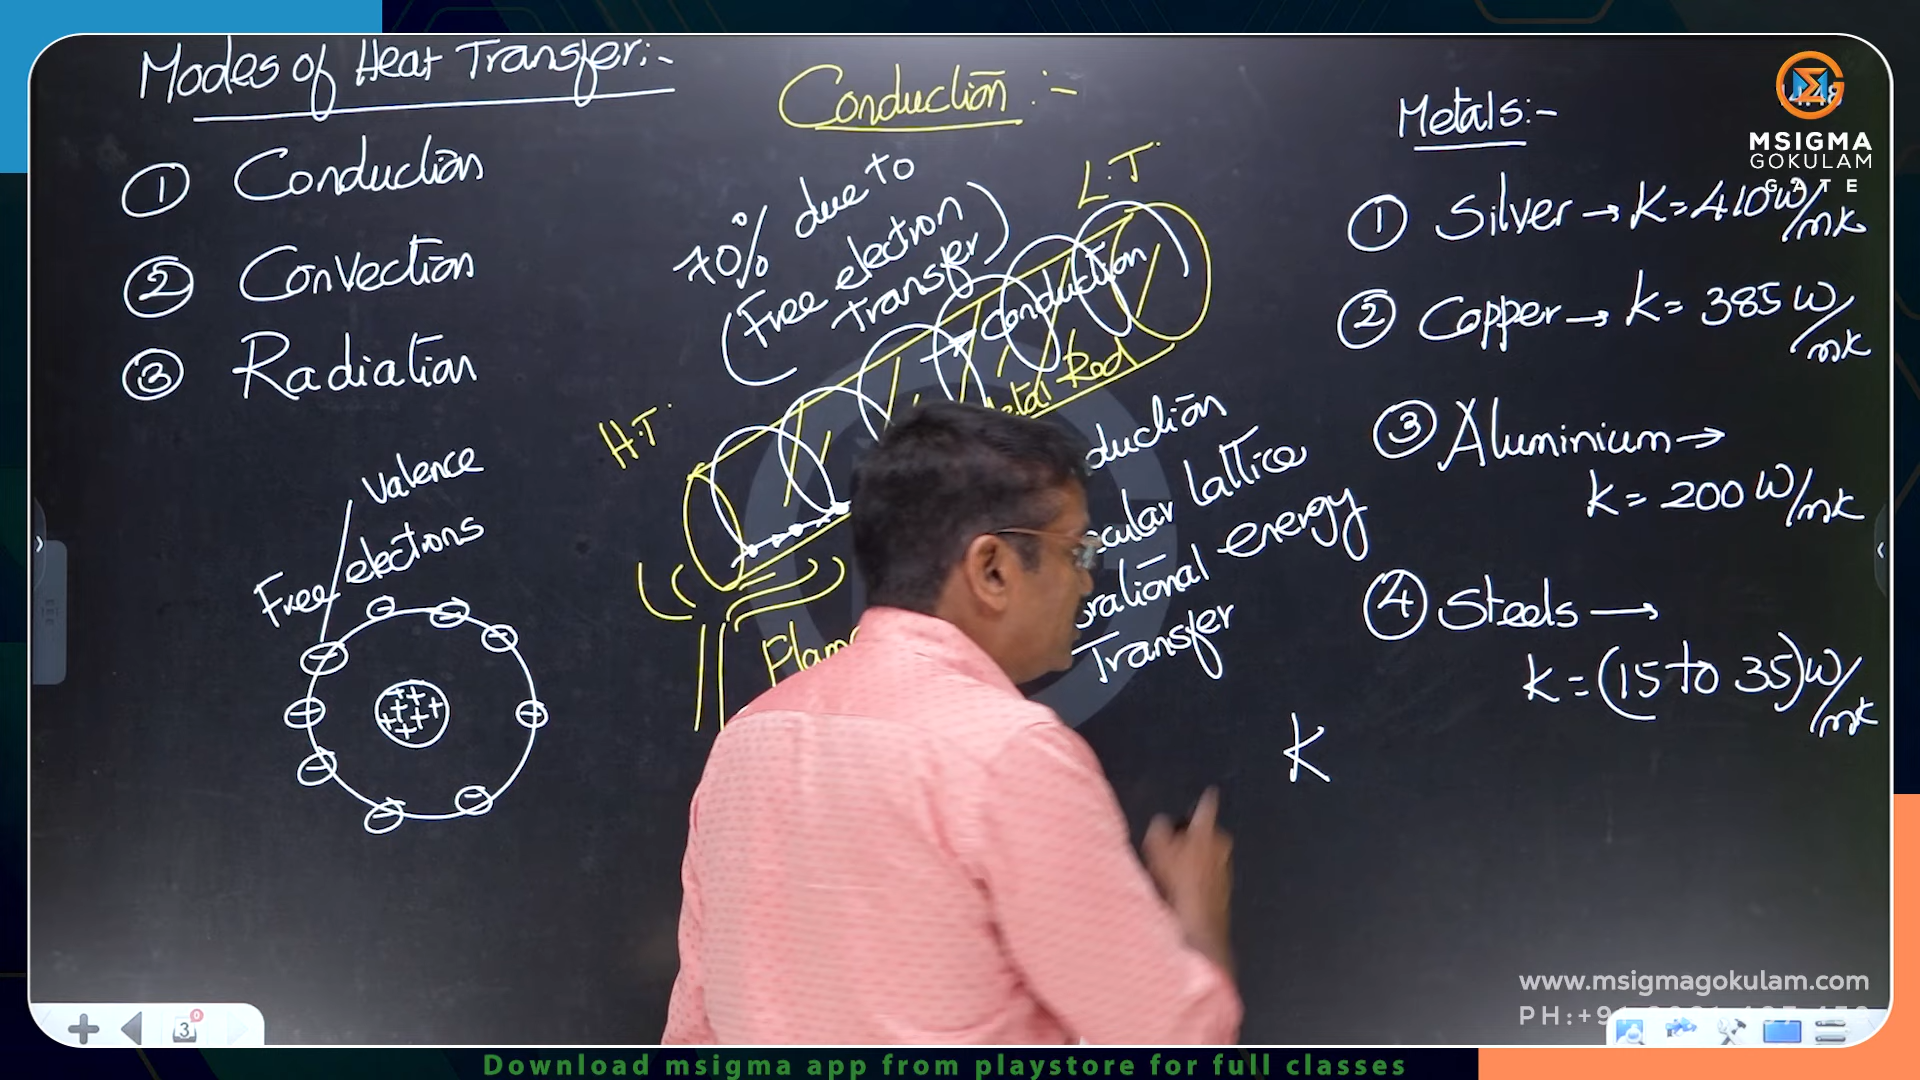 Modes of Heat Transfer:-
① Conduction
② Convection
③ Radiation
Valence
Free electrons
Conduction :-
70% due to
(Free electron
transfer)
L.T.
H.T.
→ Conduction
Rod
Transfer
energy
Lattice
K
Metals:-
① Silver → K=410 W/mK
② Copper → k= 385 W/mK
③ Aluminium →
k= 200 W/mK
④ Steels →
k=(15 to 35) W/mK
MSIGMA
GOKULAM
GATE
www.msigmagokulam.com
3
0
Download msigma app from playstore for full classes